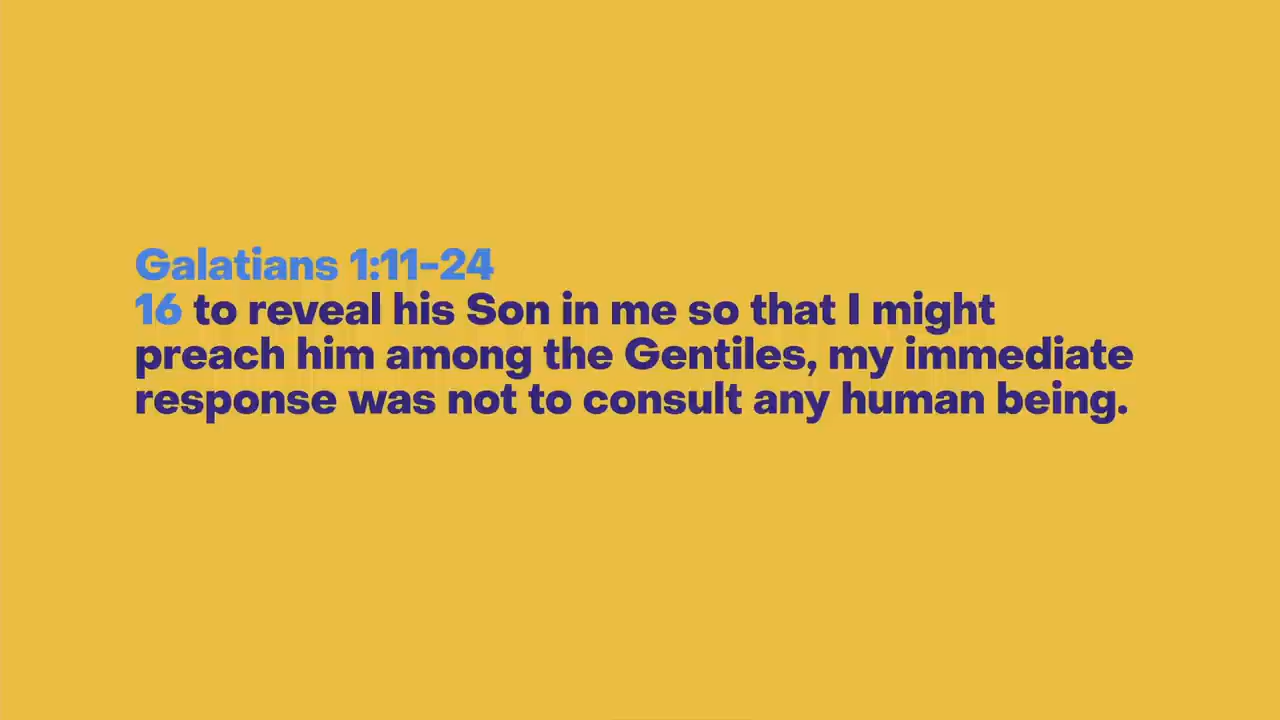 Galatians 1:11-24
16 to reveal his Son in me so that I might
preach him among the Gentiles, my immediate
response was not to consult any human being.